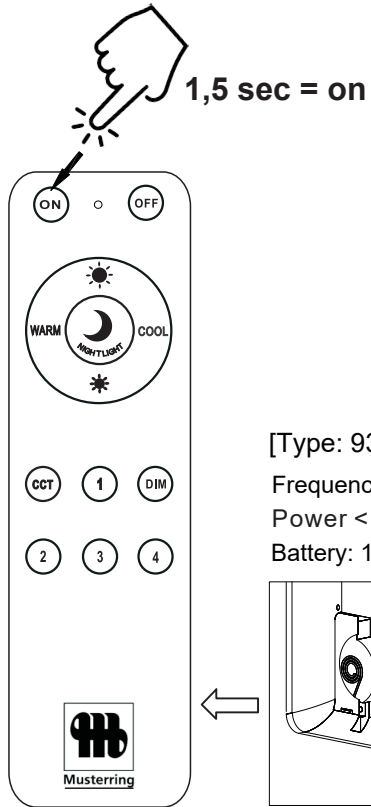 1,5 sec = on
ON OFF
WARM COOL
NIGHTLIGHT
CCT 1 DIM
2 3 4
[Type: 93
Frequenc
Power <
Battery: 1
Musterring